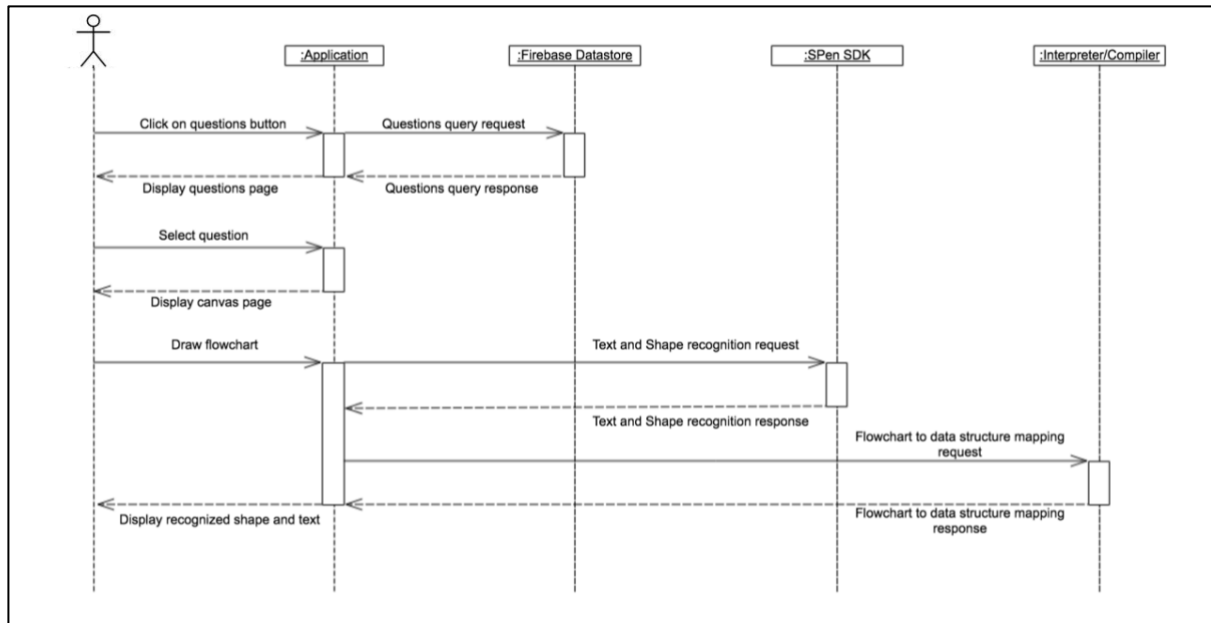 :Application
:Firebase Datastore
:SPen SDK
:Interpreter/Compiler
Click on questions button
Questions query request
Display questions page
Questions query response
Select question
Display canvas page
Draw flowchart
Text and Shape recognition request
Text and Shape recognition response
Flowchart to data structure mapping
request
Display recognized shape and text
Flowchart to data structure mapping
response